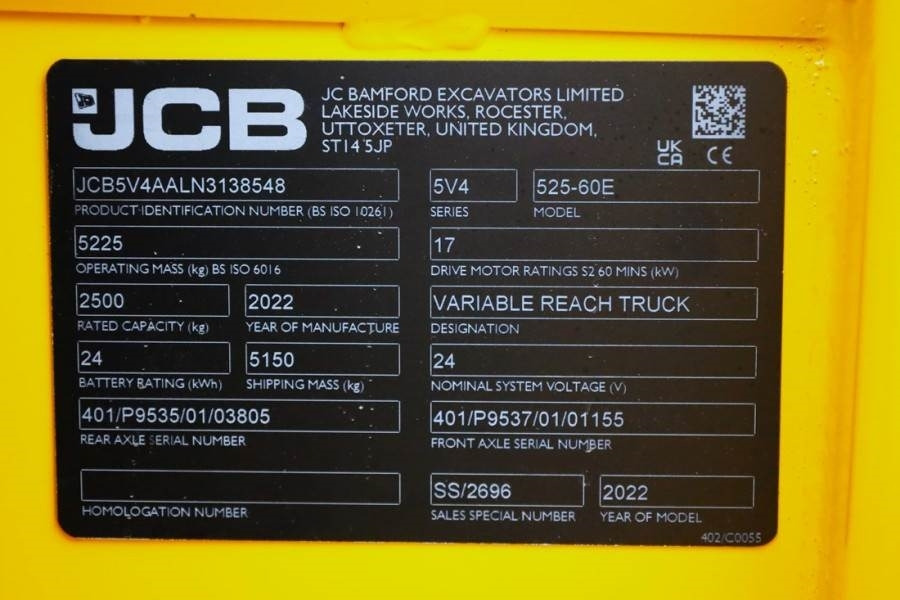 JCB
JC BAMFORD EXCAVATORS LIMITED
LAKESIDE WORKS, ROCESTER,
UTTOXETER, UNITED KINGDOM,
ST14 5JP
UK
CA CE
JCB5V4AALN3138548
PRODUCT IDENTIFICATION NUMBER (BS ISO 10261)
5V4
SERIES
525-60E
MODEL
5225
OPERATING MASS (kg) BS ISO 6016
17
DRIVE MOTOR RATINGS S2 60 MINS (kW)
2500
RATED CAPACITY (kg)
2022
YEAR OF MANUFACTURE
VARIABLE REACH TRUCK
DESIGNATION
24
BATTERY RATING (kWh)
5150
SHIPPING MASS (kg)
24
NOMINAL SYSTEM VOLTAGE (V)
401/P9535/01/03805
REAR AXLE SERIAL NUMBER
401/P9537/01/01155
FRONT AXLE SERIAL NUMBER
HOMOLOGATION NUMBER
SS/2696
SALES SPECIAL NUMBER
2022
YEAR OF MODEL
402/C0055